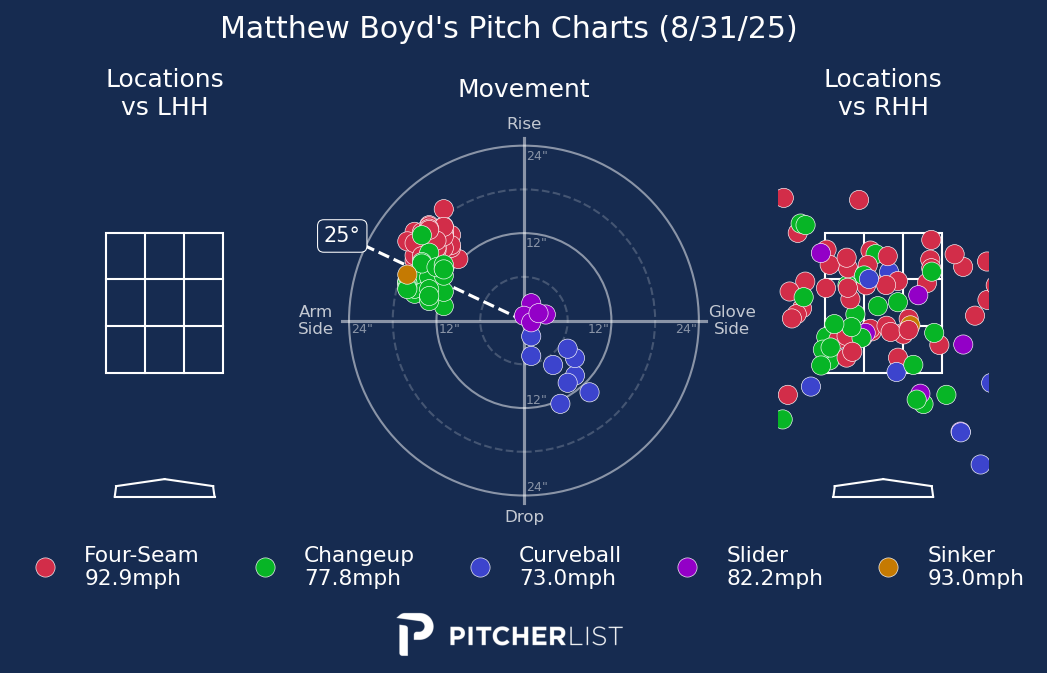 Matthew Boyd's Pitch Charts (8/31/25)
Locations
vs LHH
Movement
Locations
vs RHH
Rise
24"
25°
12"
Arm
Side
24"
12"
12"
24"
Glove
Side
12"
24"
Drop
Four-Seam
92.9mph
Changeup
77.8mph
Curveball
73.0mph
Slider
82.2mph
Sinker
93.0mph
PITCHERLIST